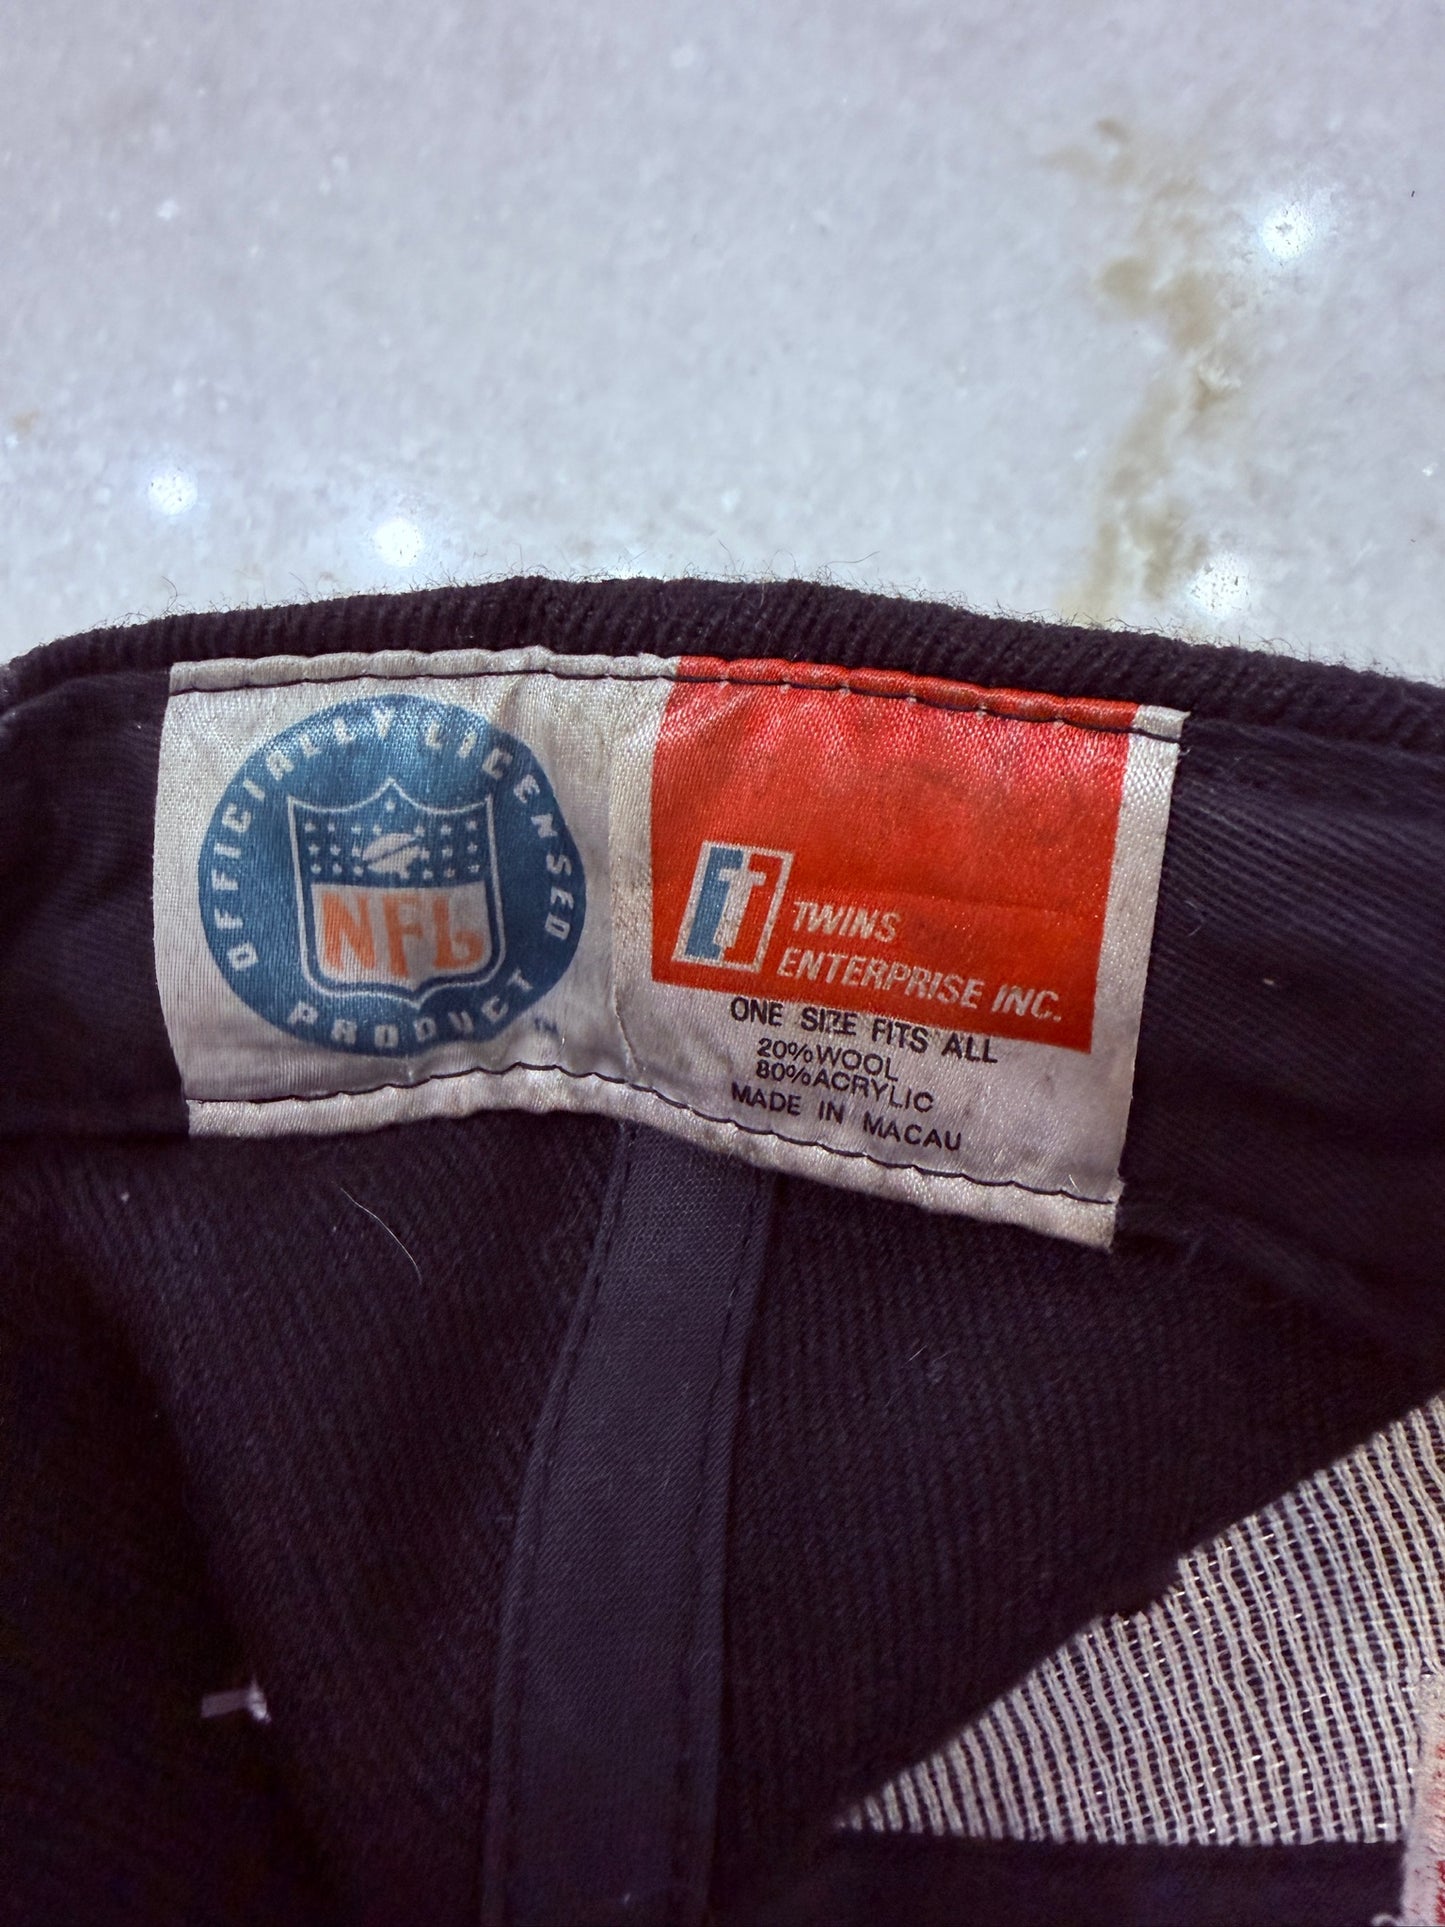 OFFICIALLY LICENSED
NFL
PRODUCT
TM
TWINS
ENTERPRISE INC.
ONE SIZE FITS ALL
20% WOOL
80% ACRYLIC
MADE IN MACAU